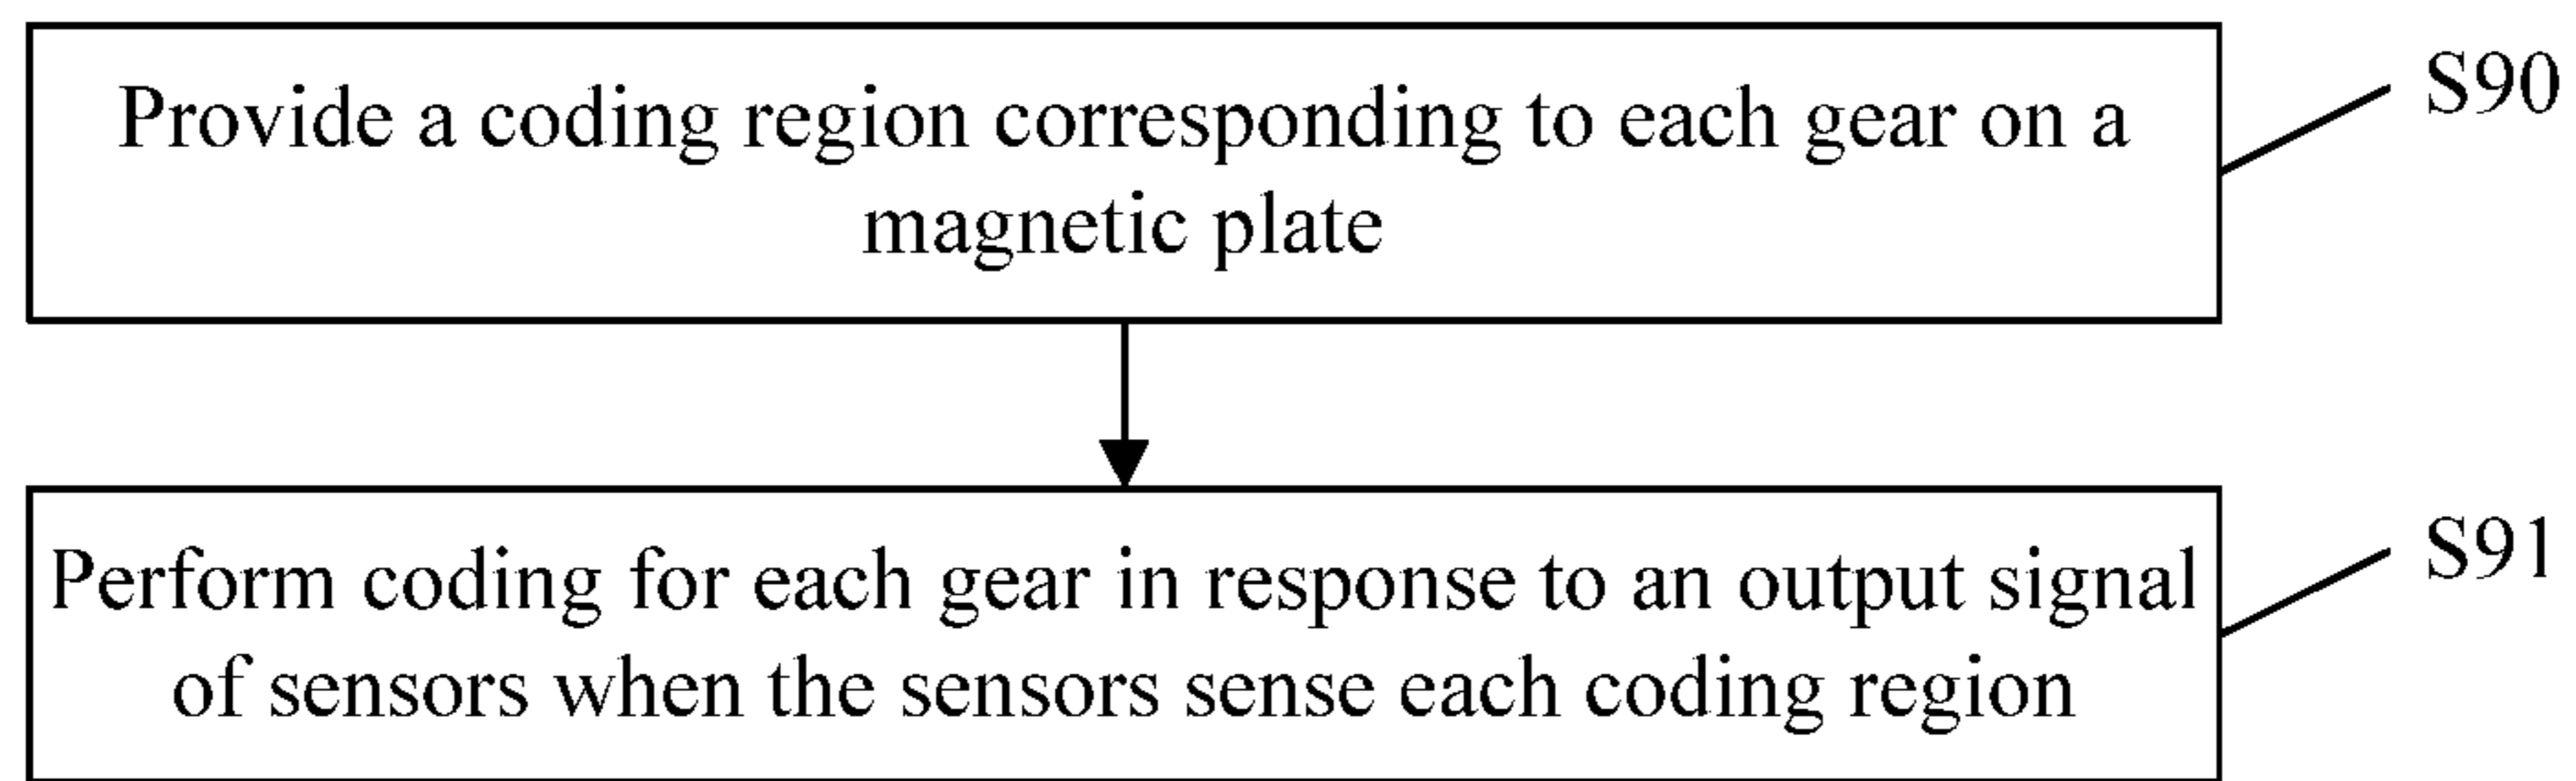 Provide a coding region corresponding to each gear on a
magnetic plate
S90
Perform coding for each gear in response to an output signal
of sensors when the sensors sense each coding region
S91